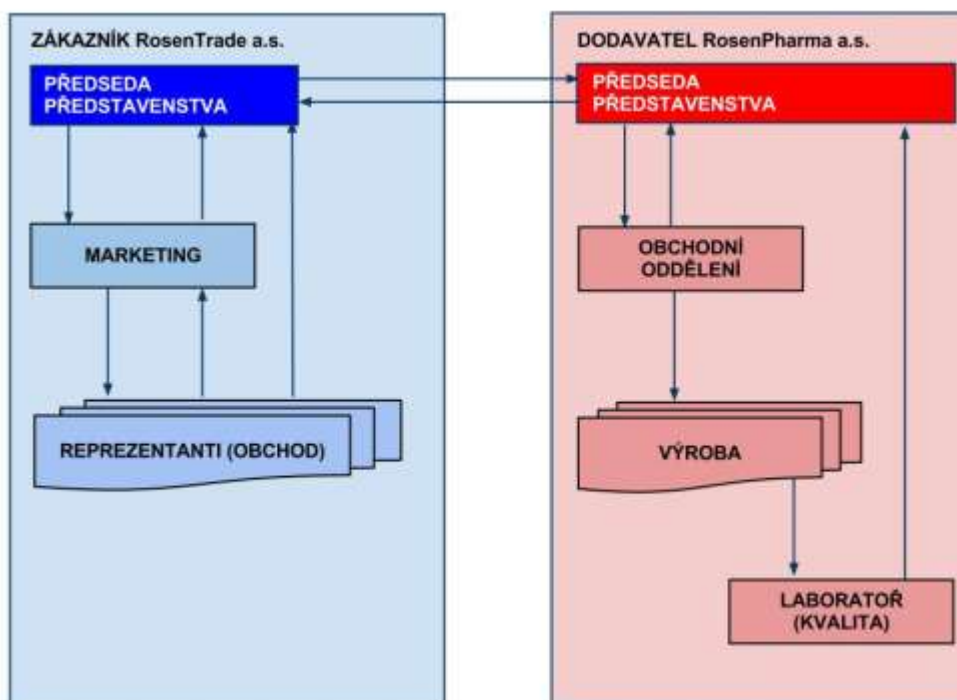 ZÁKAZNÍK RosenTrade a.s.
PŘEDSEDA
PŘEDSTAVENSTVA
MARKETING
REPREZENTANTI (OBCHOD)
DODAVATEL RosenPharma a.s.
PŘEDSEDA
PŘEDSTAVENSTVA
OBCHODNÍ
ODDĚLENÍ
VÝROBA
LABORATOŘ
(KVALITA)